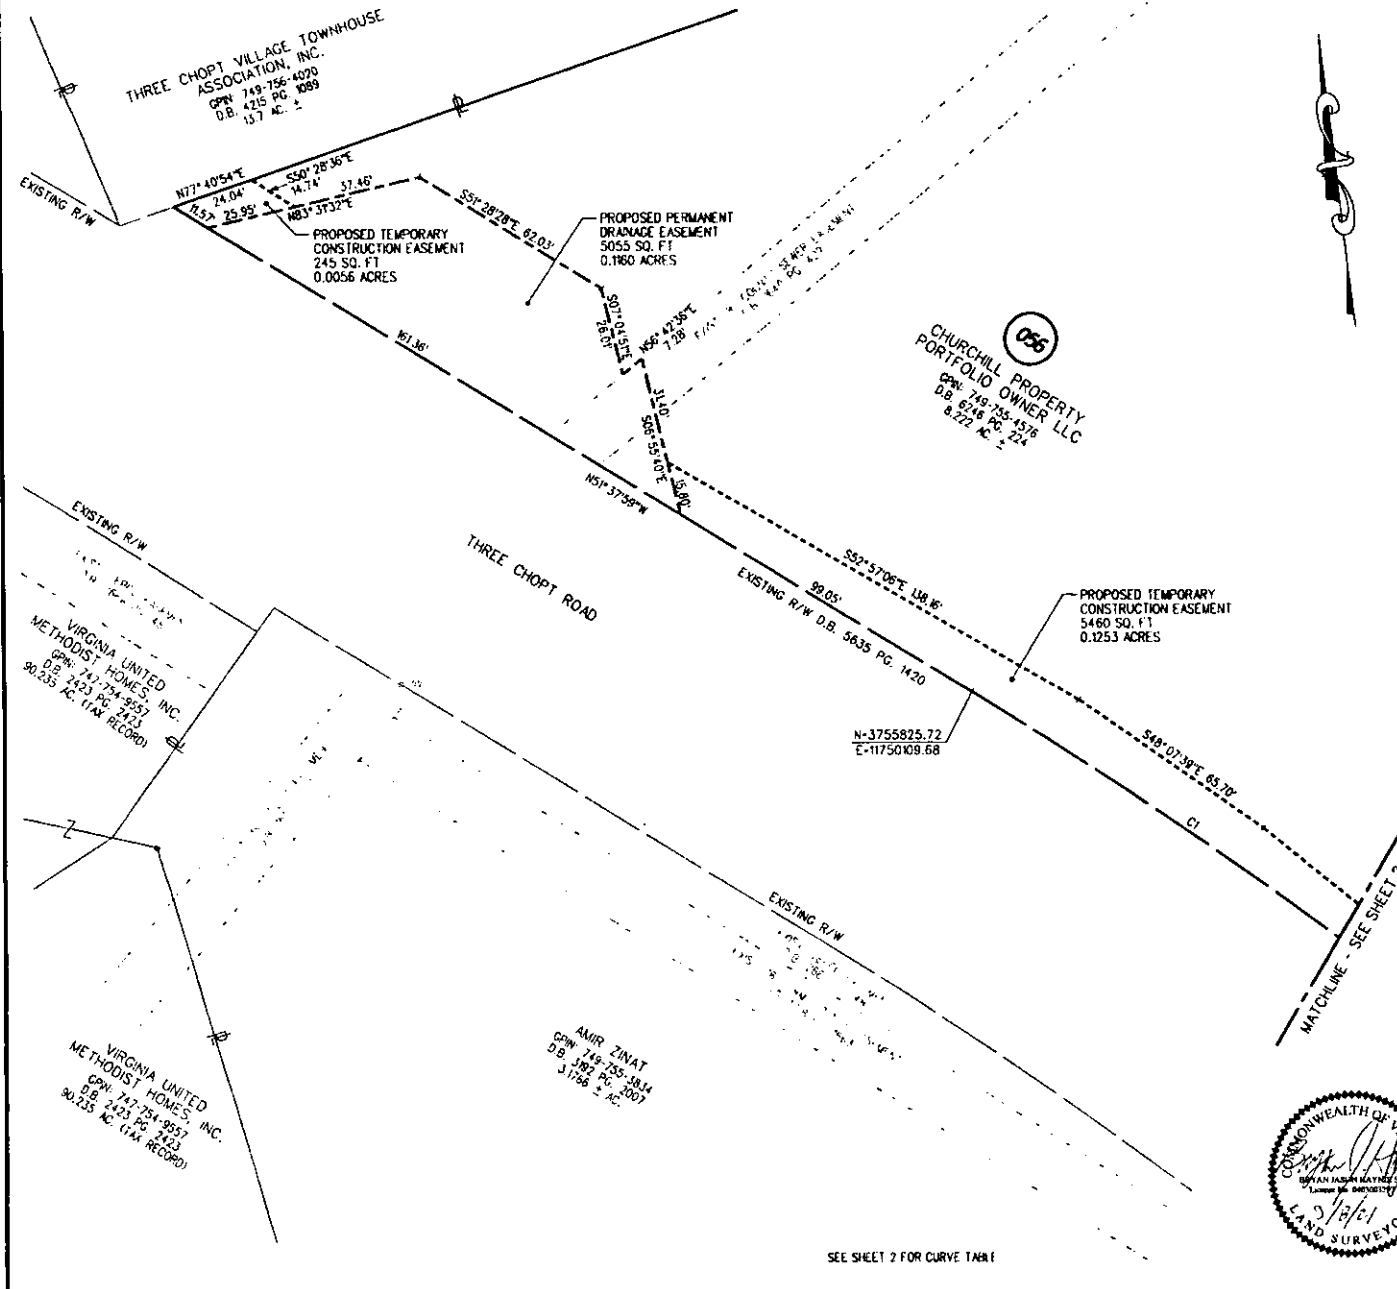 THREE CHOPT VILLAGE TOWNHOUSE
ASSOCIATION, INC.
GPIN: 749-756-4020
D.B. 4215 PG. 1089
13.7 AC. ±
EXISTING R/W
N77°40'54"E
24.04'
S50°28'36"E
14.74'
11.57'
25.95'
37.46'
N83°31'32"E
PROPOSED TEMPORARY
CONSTRUCTION EASEMENT
245 SQ. FT
0.0056 ACRES
S51°28'28"E 62.03'
PROPOSED PERMANENT
DRAINAGE EASEMENT
5055 SQ. FT
0.1160 ACRES
S07°04'51"E
26.01'
N56°42'36"E
7.28'
056
CHURCHILL PROPERTY
PORTFOLIO OWNER LLC
GPIN: 749-755-4576
D.B. 6246 PG. 224
8.222 AC. ±
161.36'
31.40'
S06°55'40"E
15.80'
N51°37'59"W
EXISTING R/W
THREE CHOPT ROAD
S52°57'06"E 138.16'
99.05'
EXISTING R/W D.B. 5635 PG. 1420
PROPOSED TEMPORARY
CONSTRUCTION EASEMENT
5460 SQ. FT
0.1253 ACRES
VIRGINIA UNITED
METHODIST HOMES, INC.
GPIN: 747-754-9557
D.B. 2423 PG. 2423
90.235 AC. (TAX RECORD)
N-3755825.72
E-11750109.68
S48°07'39"E 65.70'
C1
MATCHLINE - SEE SHEET 2
EXISTING R/W
AMIR ZINAT
GPIN: 749-755-3834
D.B. 3192 PG. 2007
3.1766 ± AC.
VIRGINIA UNITED
METHODIST HOMES, INC.
GPIN: 747-754-9557
D.B. 2423 PG. 2423
90.235 AC. (TAX RECORD)
COMMONWEALTH OF
LAND SURVEYO
SEE SHEET 2 FOR CURVE TABLE